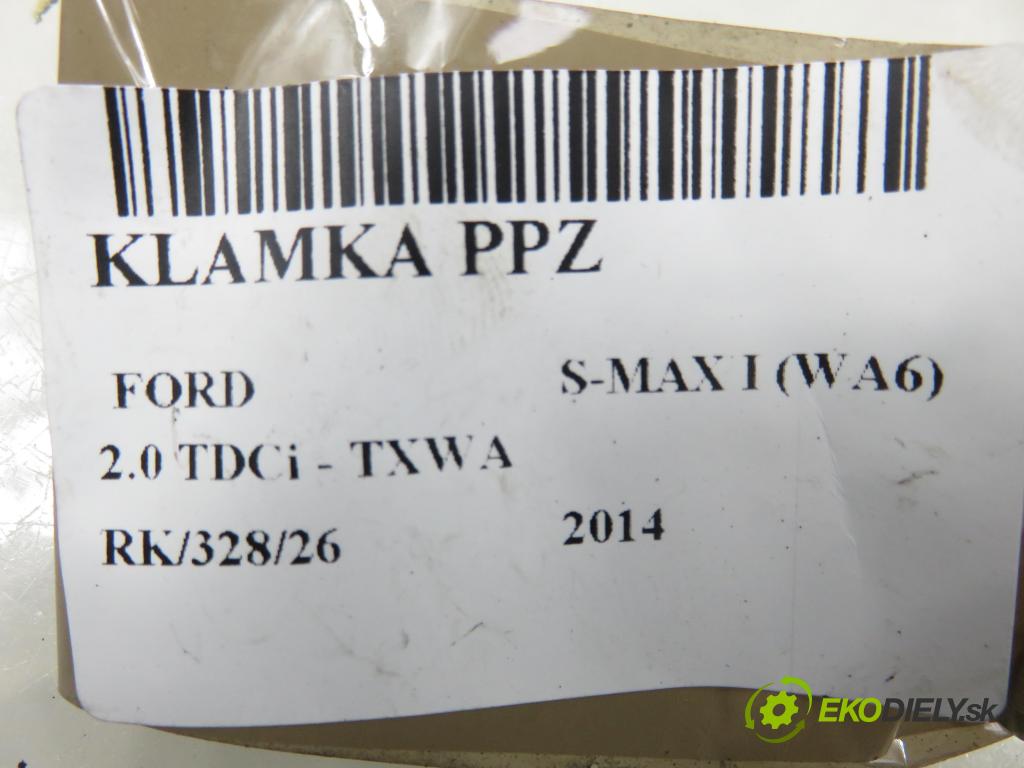 KLAMKA PPZ
FORD S-MAX I (WA6)
2.0 TDCi - TXWA
RK/328/26 2014
EKODIELY.sk